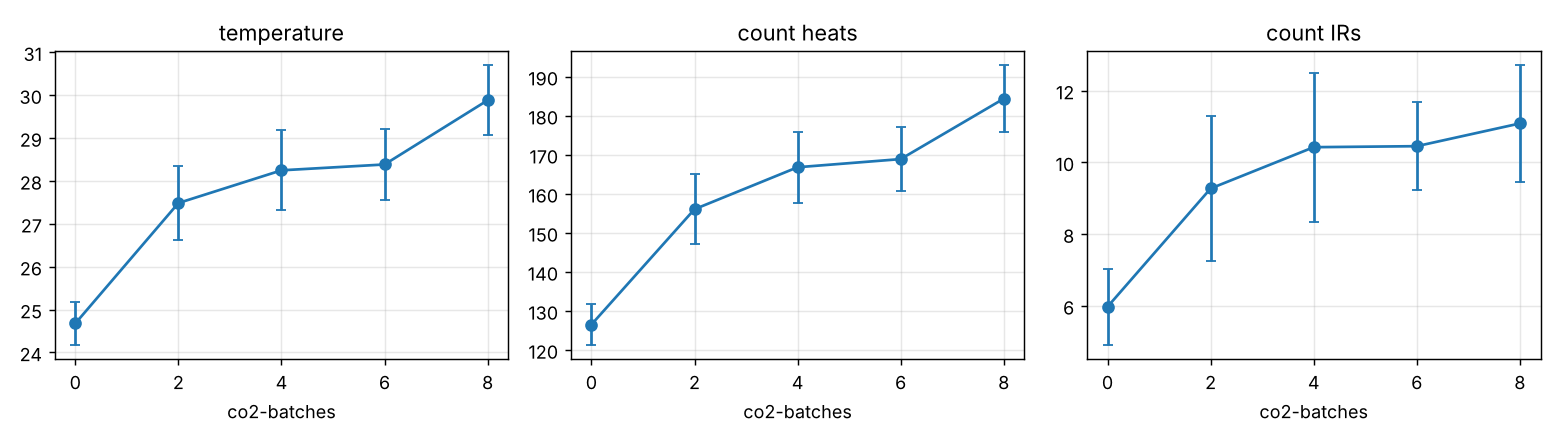 temperature
31
30
29
28
27
26
25
24
0 2 4 6 8
co2-batches
count heats
190
180
170
160
150
140
130
120
0 2 4 6 8
co2-batches
count IRs
12
10
8
6
0 2 4 6 8
co2-batches